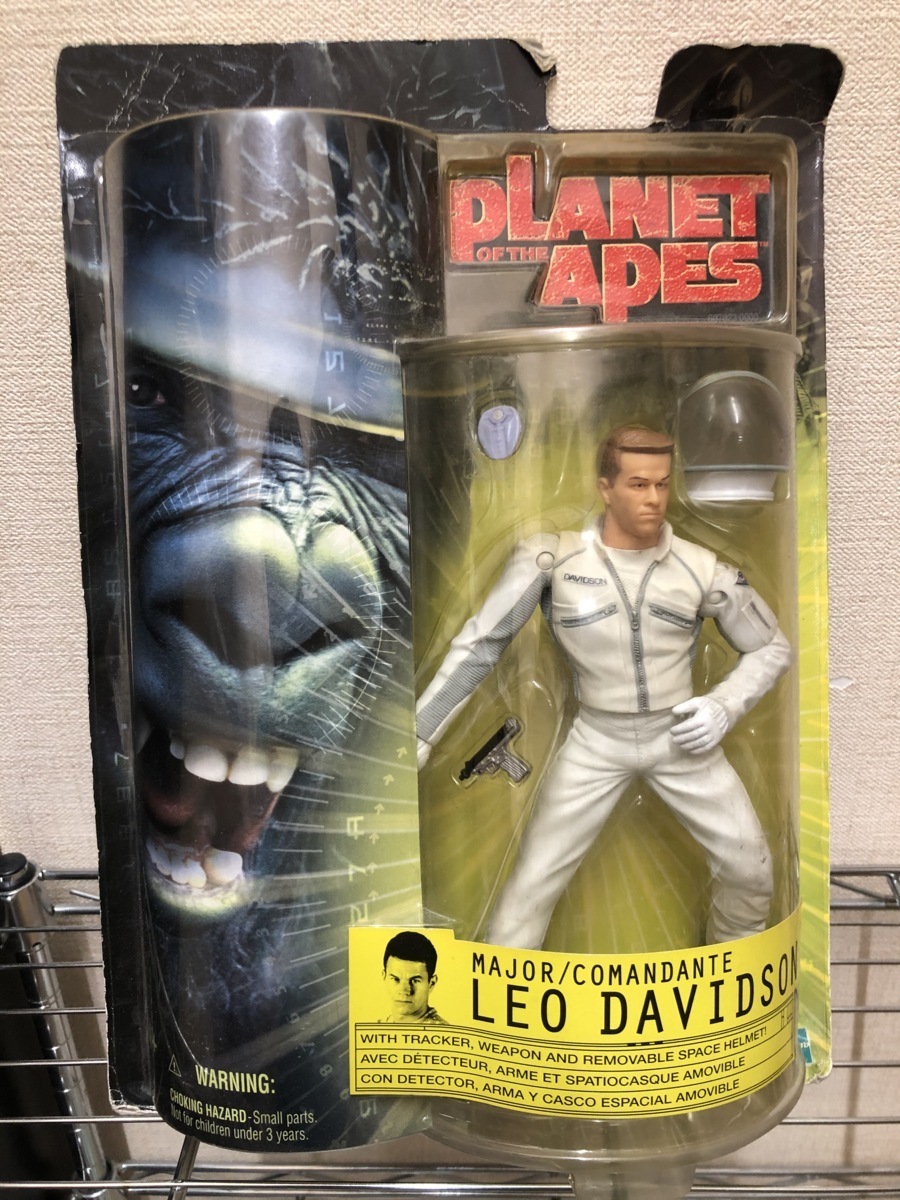 PLANET
OF THE
APES™
DAVIDSON
MAJOR/COMANDANTE
LEO DAVIDSON
WITH TRACKER, WEAPON AND REMOVABLE SPACE HELMET!
AVEC DÉTECTEUR, ARME ET SPATIOCASQUE AMOVIBLE
CON DETECTOR, ARMA Y CASCO ESPACIAL AMOVIBLE
WARNING:
CHOKING HAZARD-Small parts.
Not for children under 3 years.